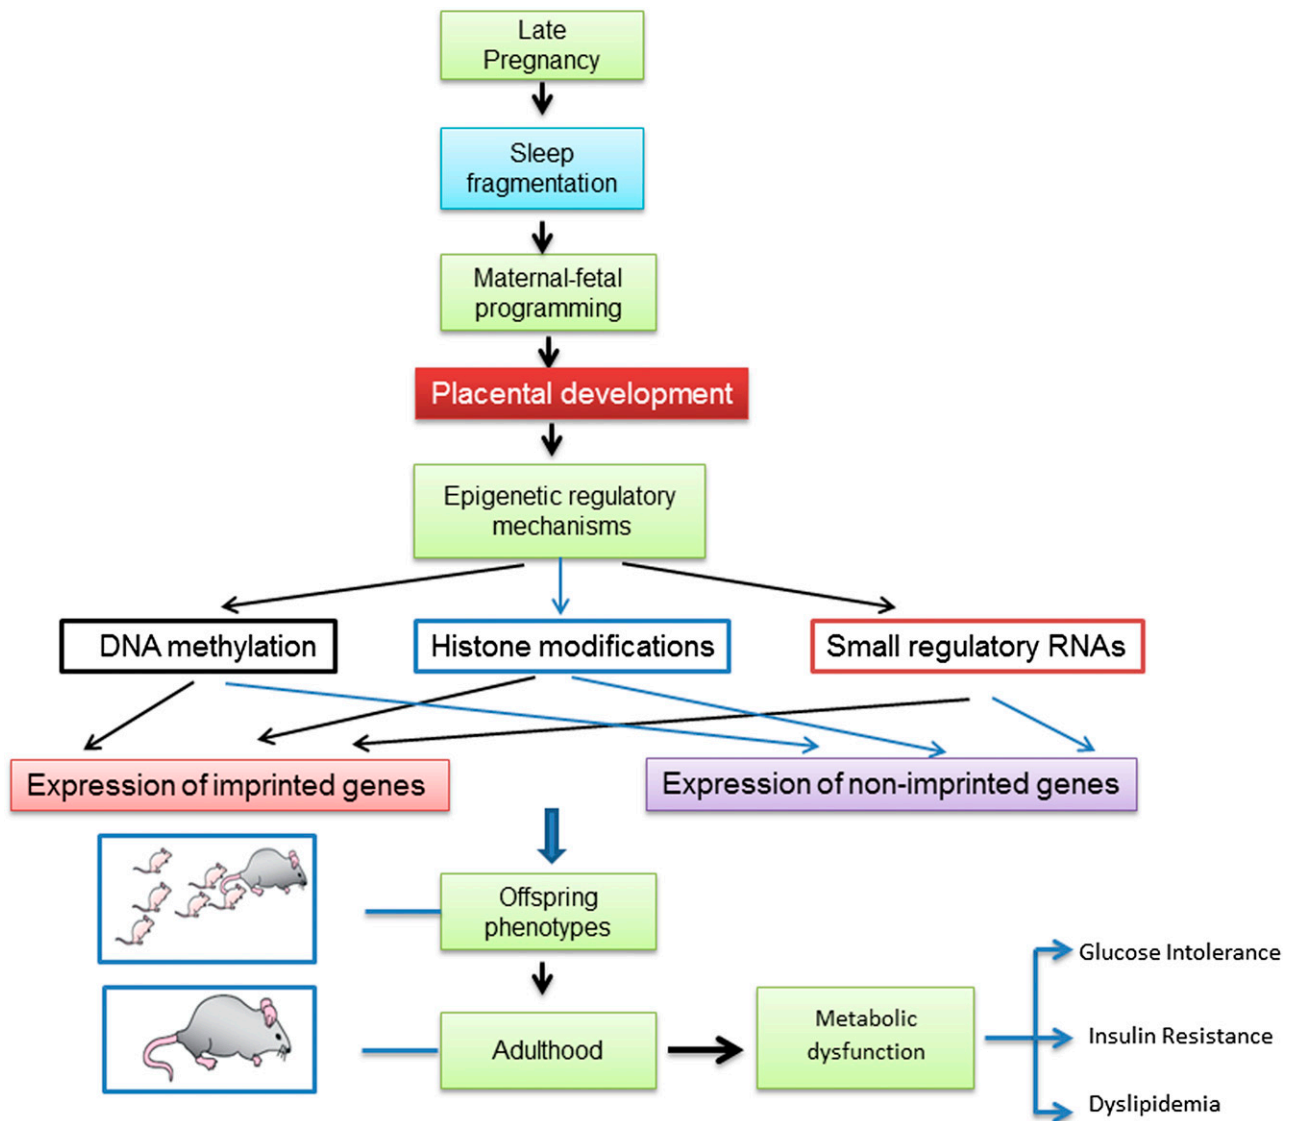 Late
Pregnancy
Sleep
fragmentation
Maternal-fetal
programming
Placental development
Epigenetic regulatory
mechanisms
DNA methylation
Histone modifications
Small regulatory RNAs
Expression of imprinted genes
Expression of non-imprinted genes
Offspring
phenotypes
Adulthood
Metabolic
dysfunction
Glucose Intolerance
Insulin Resistance
Dyslipidemia